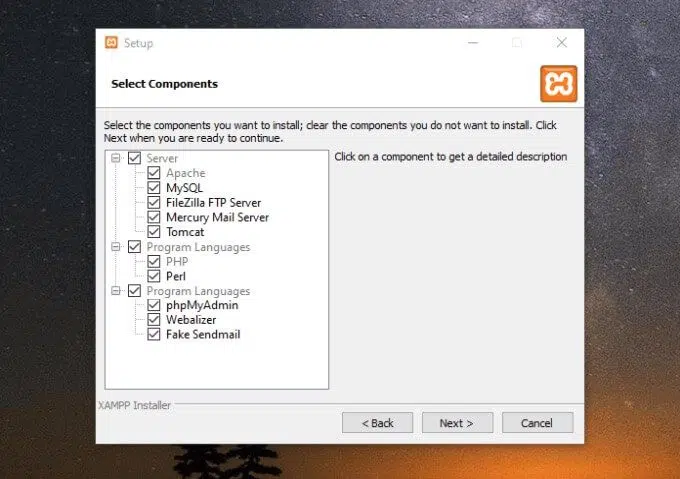 Setup
Select Components
Select the components you want to install; clear the components you do not want to install. Click
Next when you are ready to continue.
Server
Apache
MySQL
FileZilla FTP Server
Mercury Mail Server
Tomcat
Program Languages
PHP
Perl
Program Languages
phpMyAdmin
Webalizer
Fake Sendmail
Click on a component to get a detailed description
XAMPP Installer
< Back
Next >
Cancel